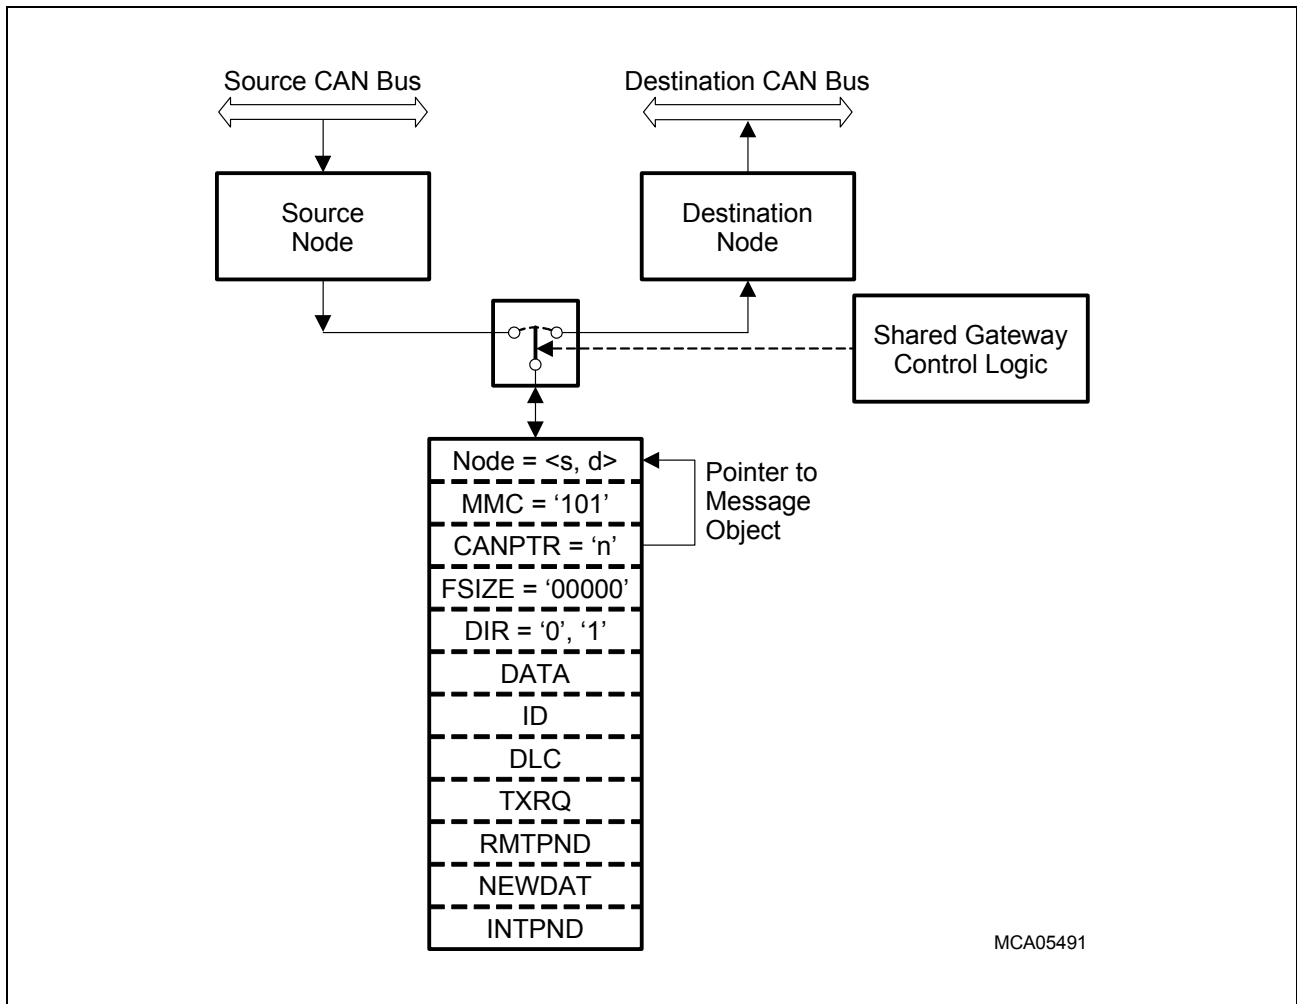 Source CAN Bus
Destination CAN Bus
Source
Node
Destination
Node
Shared Gateway
Control Logic
Node = <s, d>
MMC = ‘101’
CANPTR = ‘n’
FSIZE = ‘00000’
DIR = ‘0’, ‘1’
DATA
ID
DLC
TXRQ
RMTPND
NEWDAT
INTPND
Pointer to
Message
Object
MCA05491